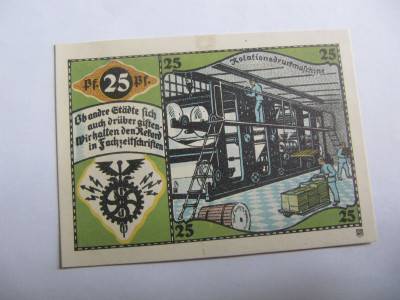 25
Rotationsdruckmaschine
25
Pf. 25 Pf.
Ob andre Städte sich
auch drüber giften-
Wir halten den Rekord
in Fachzeitschriften
25
25